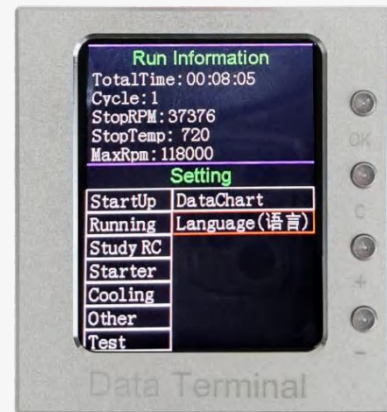 Run Information
TotalTime:00:08:05
Cycle:1
StopRPM:37376
StopTemp: 720
MaxRpm:118000
Setting
StartUp DataChart
Running Language(语言)
Study RC
Starter
Cooling
Other
Test
OK
C
+
-
Data Terminal